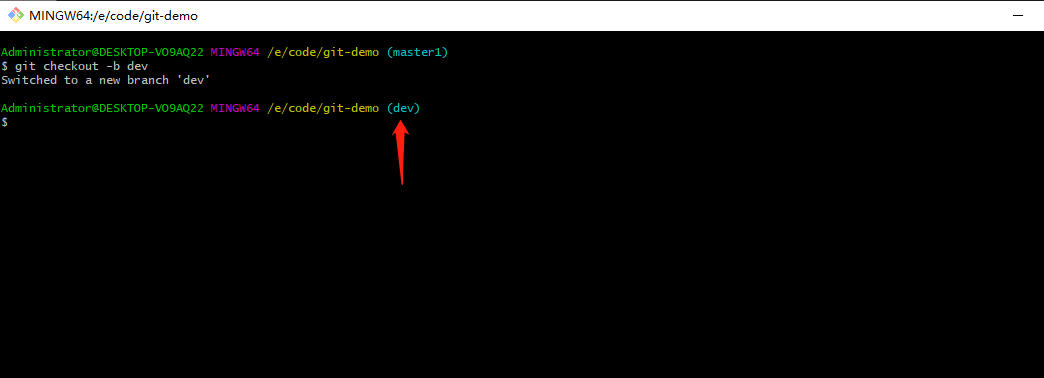 MINGW64:/e/code/git-demo
Administrator@DESKTOP-VO9AQ22 MINGW64 /e/code/git-demo (master1)
$ git checkout -b dev
Switched to a new branch 'dev'
Administrator@DESKTOP-VO9AQ22 MINGW64 /e/code/git-demo (dev)
$